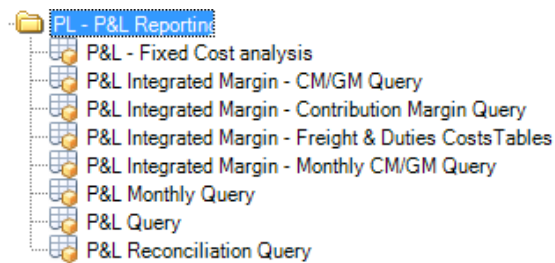 PL - P&L Reporting
P&L - Fixed Cost analysis
P&L Integrated Margin - CM/GM Query
P&L Integrated Margin - Contribution Margin Query
P&L Integrated Margin - Freight & Duties CostsTables
P&L Integrated Margin - Monthly CM/GM Query
P&L Monthly Query
P&L Query
P&L Reconciliation Query